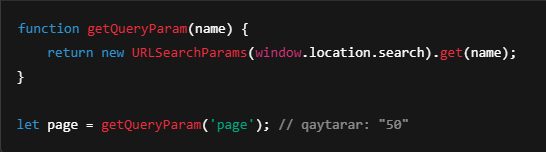 function getQueryParam(name) {
    return new URLSearchParams(window.location.search).get(name);
}
let page = getQueryParam('page'); // qaytarar: "50"